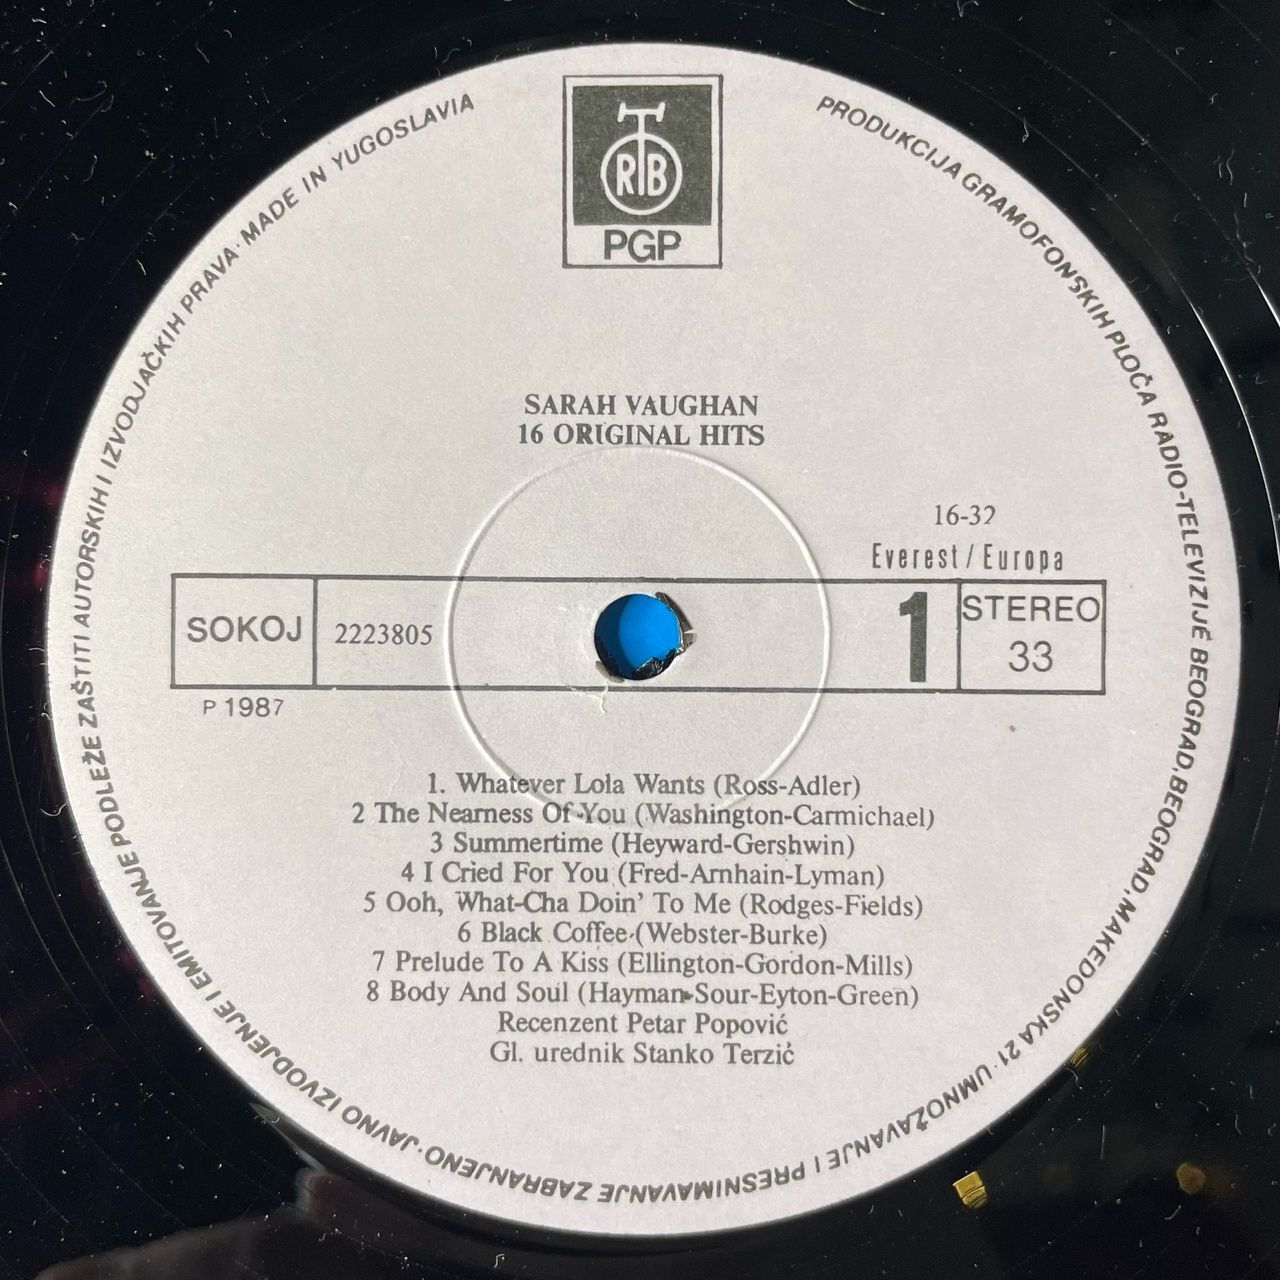 RTB
PGP
PRODUKCIJA GRAMOFONSKIH PLOČA RADIO-TELEVIZIJE BEOGRAD, BEOGRAD, MAKEDONSKA 21 · UMNOŽAVANJE I PRESNIMAVANJE ZABRANJENO · JAVNO IZVODJENJE I EMITOVANJE PODLEŽE ZAŠTITI AUTORSKIH I IZVODJAČKIH PRAVA · MADE IN YUGOSLAVIA
SARAH VAUGHAN
16 ORIGINAL HITS
16-32
Everest / Europa
SOKOJ
2223805
1
STEREO
33
P 1987
1. Whatever Lola Wants (Ross-Adler)
2 The Nearness Of You (Washington-Carmichael)
3 Summertime (Heyward-Gershwin)
4 I Cried For You (Fred-Arnhain-Lyman)
5 Ooh, What-Cha Doin' To Me (Rodges-Fields)
6 Black Coffee (Webster-Burke)
7 Prelude To A Kiss (Ellington-Gordon-Mills)
8 Body And Soul (Hayman-Sour-Eyton-Green)
Recenzent Petar Popović
Gl. urednik Stanko Terzić